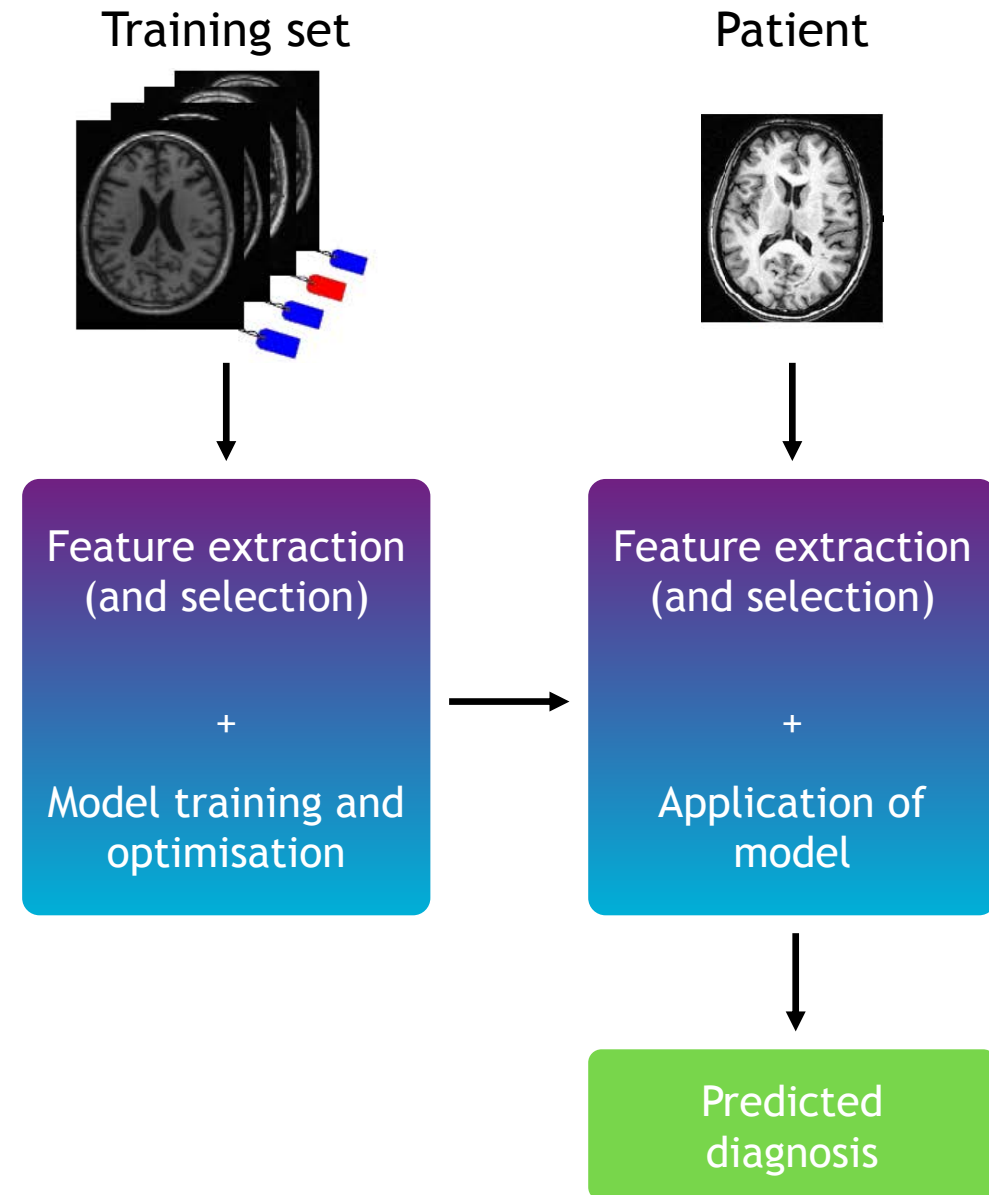 Training set
Patient
Feature extraction
(and selection)
+
Model training and
optimisation
Feature extraction
(and selection)
+
Application of
model
Predicted
diagnosis